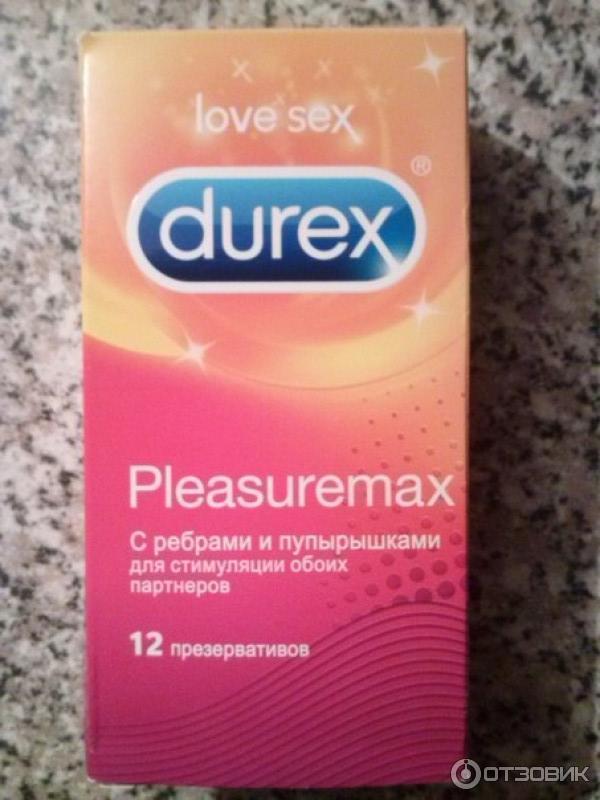 love sex
durex®
Pleasuremax
С ребрами и пупырышками
для стимуляции обоих
партнеров
12 презервативов
ОТЗОВИК